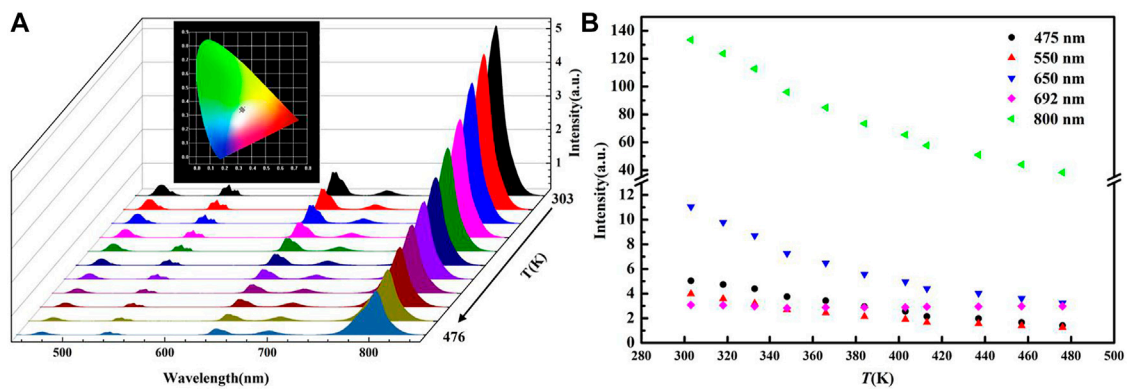 A
0.9
0.8
0.7
0.6
0.5
0.4
0.3
0.2
0.1
0.0
0.0 0.1 0.2 0.3 0.4 0.5 0.6 0.7 0.8
5
4
3
2
1
Intensity(a.u.)
303
T(K)
476
500 600 700 800
Wavelength(nm)
B
140
120
100
80
60
40
12
10
8
6
4
2
0
Intensity(a.u.)
475 nm
550 nm
650 nm
692 nm
800 nm
280 300 320 340 360 380 400 420 440 460 480 500
T(K)